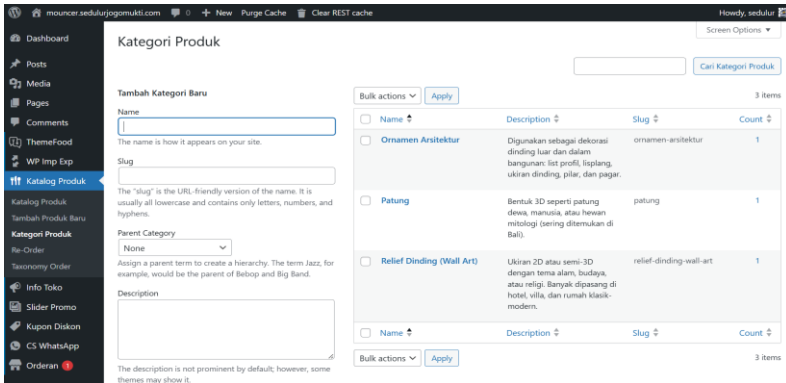 mouncer.sedulurjogomukti.com 0 + New Purge Cache Clear REST cache Howdy, sedulur
Screen Options ▼
Dashboard
Posts
Media
Pages
Comments
ThemeFood
WP Imp Exp
Katalog Produk
Katalog Produk
Tambah Produk Baru
Kategori Produk
Re-Order
Taxonomy Order
Info Toko
Slider Promo
Kupon Diskon
CS WhatsApp
Orderan 1
Kategori Produk
Cari Kategori Produk
Tambah Kategori Baru
Name
The name is how it appears on your site.
Slug
The "slug" is the URL-friendly version of the name. It is
usually all lowercase and contains only letters, numbers, and
hyphens.
Parent Category
None
Assign a parent term to create a hierarchy. The term Jazz, for
example, would be the parent of Bebop and Big Band.
Description
The description is not prominent by default; however, some
themes may show it.
Bulk actions Apply 3 items
Name Description Slug Count
Ornamen Arsitektur Digunakan sebagai dekorasi ornamen-arsitektur 1
dinding luar dan dalam
bangunan: list profil, lisplang,
ukiran dinding, pilar, dan pagar.
Patung Bentuk 3D seperti patung patung 1
dewa, manusia, atau hewan
mitologi (sering ditemukan di
Bali).
Relief Dinding (Wall Art) Ukiran 2D atau semi-3D relief-dinding-wall-art 1
dengan tema alam, budaya,
atau religi. Banyak dipasang di
hotel, villa, dan rumah klasik-
modern.
Name Description Slug Count
Bulk actions Apply 3 items